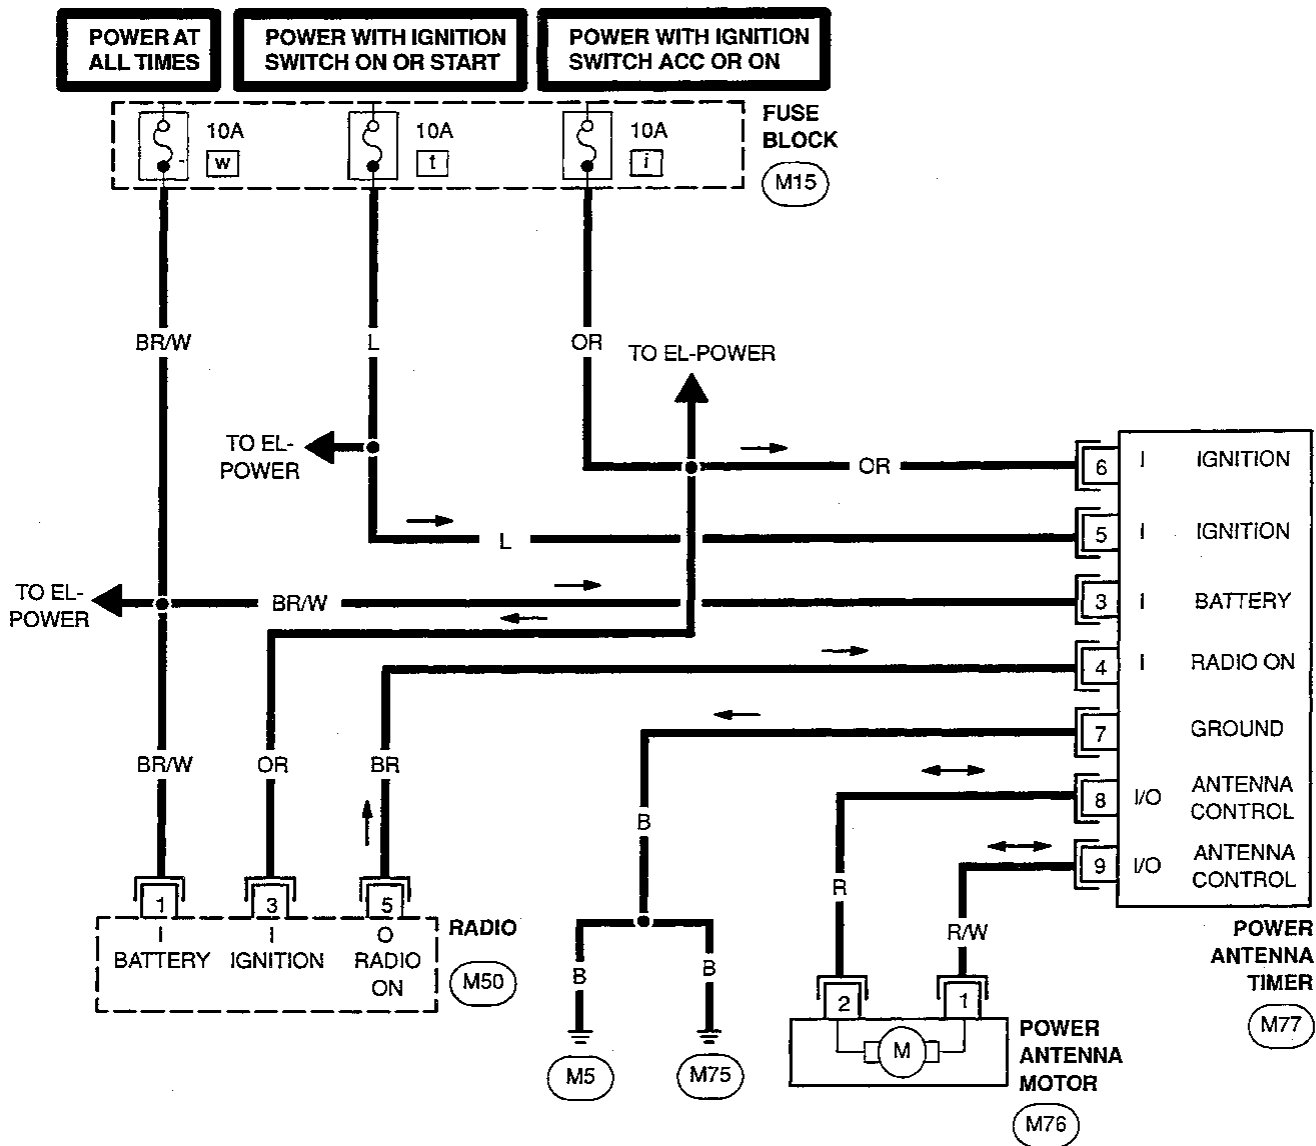 POWER AT
ALL TIMES
POWER WITH IGNITION
SWITCH ON OR START
POWER WITH IGNITION
SWITCH ACC OR ON
10A
w
10A
t
10A
i
FUSE
BLOCK
M15
BR/W
L
OR
TO EL-POWER
TO EL-
POWER
OR
6
I
IGNITION
L
5
I
IGNITION
TO EL-
POWER
BR/W
3
I
BATTERY
4
I
RADIO ON
7
GROUND
BR/W
OR
BR
8
I/O
ANTENNA
CONTROL
B
9
I/O
ANTENNA
CONTROL
R
R/W
1
3
5
I
I
O
BATTERY
IGNITION
RADIO
ON
RADIO
M50
B
B
M5
M75
2
1
M
POWER
ANTENNA
MOTOR
M76
POWER
ANTENNA
TIMER
M77